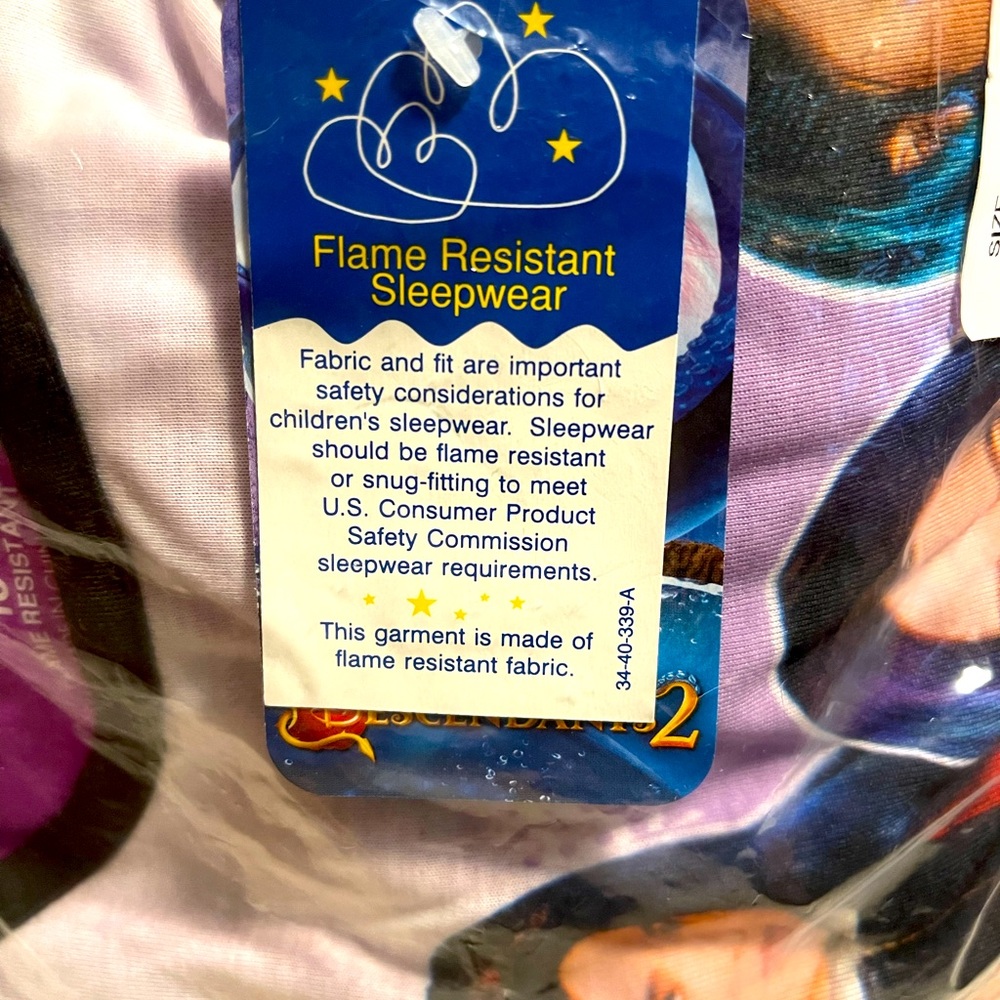 Flame Resistant
Sleepwear
Fabric and fit are important
safety considerations for
children's sleepwear. Sleepwear
should be flame resistant
or snug-fitting to meet
U.S. Consumer Product
Safety Commission
sleepwear requirements.
This garment is made of
flame resistant fabric.
34-40-339-A
DESCENDANTS 2
SIZE
RESISTANT